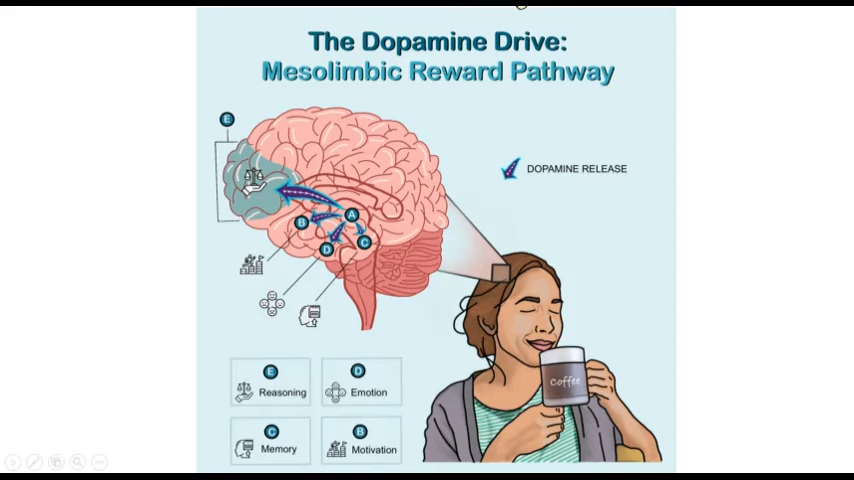 The Dopamine Drive:
Mesolimbic Reward Pathway
E
DOPAMINE RELEASE
A
B
D
C
E
Reasoning
D
Emotion
C
Memory
B
Motivation
Coffee